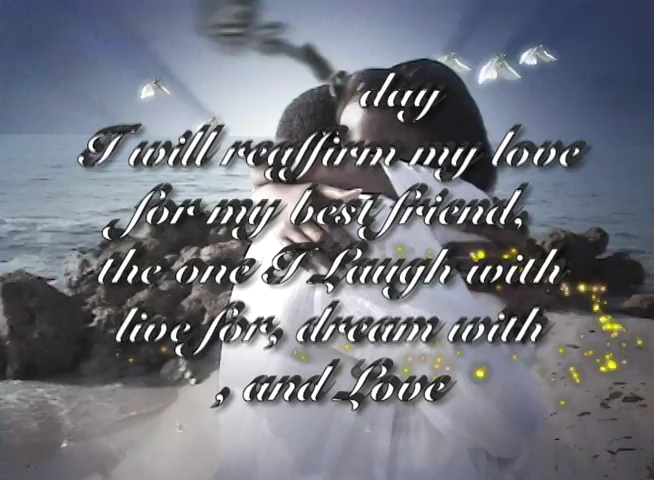 day
I will reaffirm my love
for my best friend,
the one I Laugh with
live for, dream with
, and Love